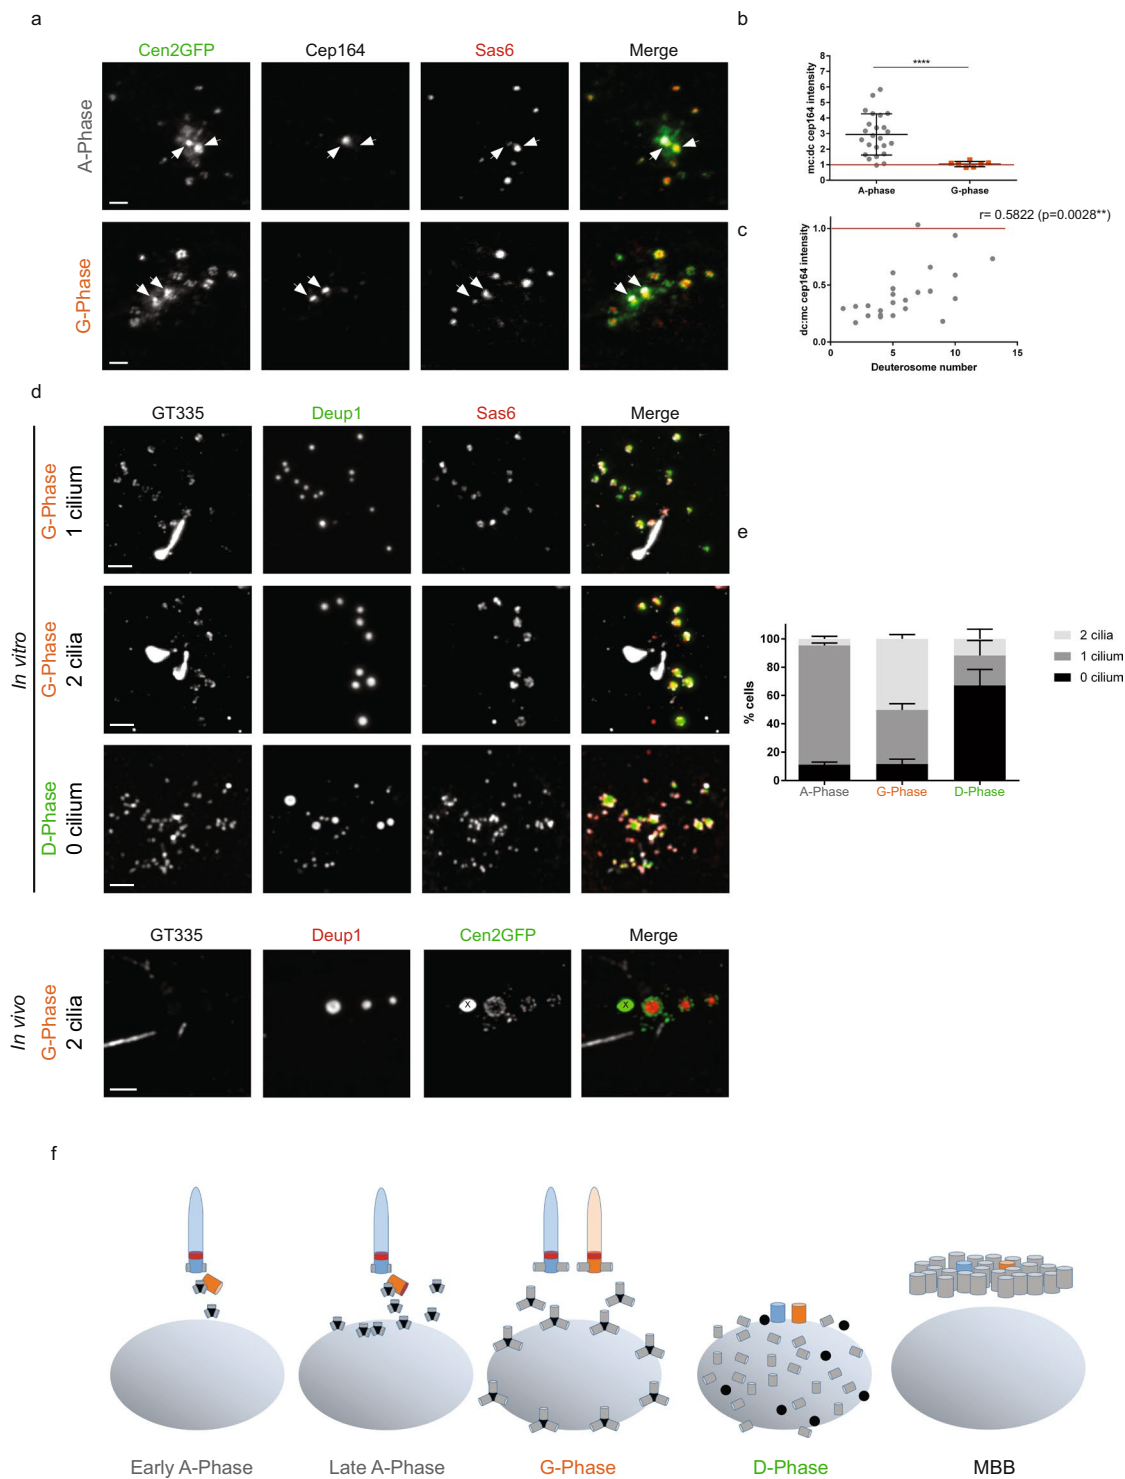 a
Cen2GFP Cep164 Sas6 Merge
A-Phase
G-Phase
b
mc:dc cep164 intensity
8
7
6
5
4
3
2
1
0
****
A-phase G-phase
c
r= 0.5822 (p=0.0028**)
dc:mc cep164 intensity
1.0
0.5
0.0
0 5 10 15
Deuterosome number
d
GT335 Deup1 Sas6 Merge
In vitro
G-Phase
1 cilium
G-Phase
2 cilia
D-Phase
0 cilium
GT335 Deup1 Cen2GFP Merge
In vivo
G-Phase
2 cilia
X X
e
% cells
100
80
60
40
20
0
A-Phase G-Phase D-Phase
2 cilia
1 cilium
0 cilium
f
Early A-Phase Late A-Phase G-Phase D-Phase MBB